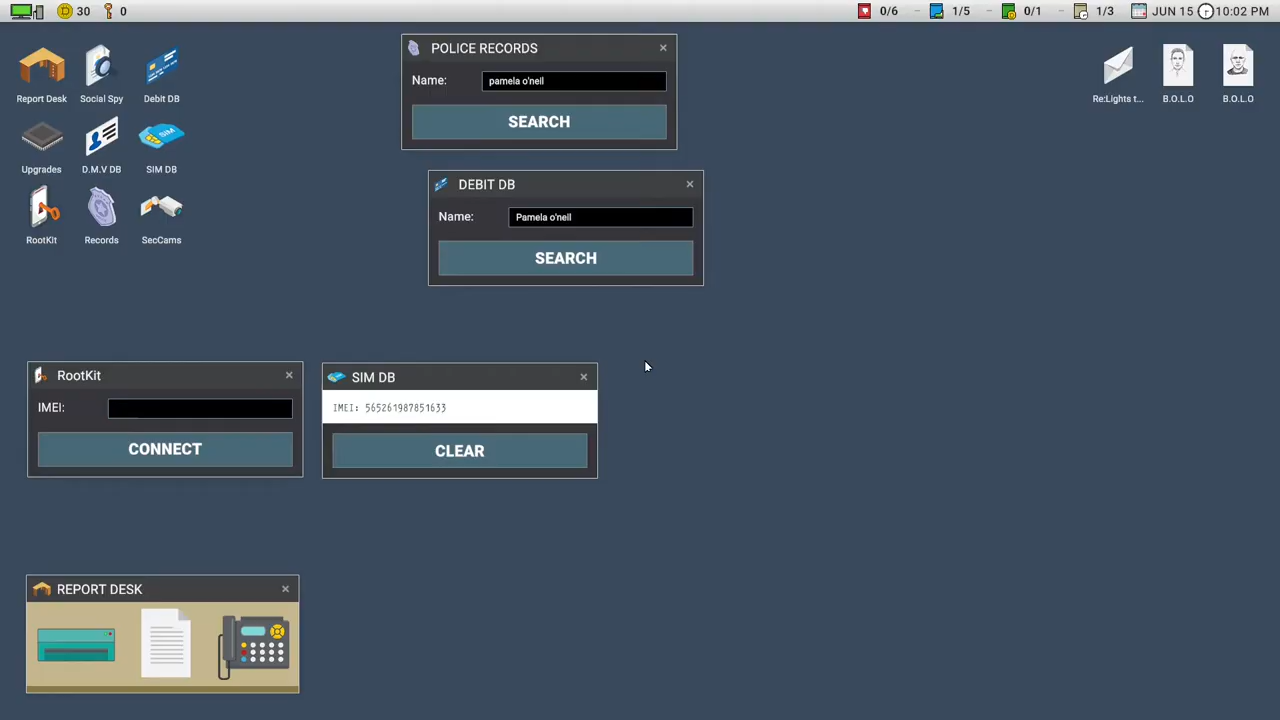 30 0 0/6 1/5 0/1 1/3 JUN 15 10:02 PM
Report Desk Social Spy Debit DB
Upgrades D.M.V DB SIM DB
RootKit Records SecCams
Re:Lights t... B.O.L.O B.O.L.O
POLICE RECORDS
Name: pamela o'neil
SEARCH
DEBIT DB
Name: Pamela o'neil
SEARCH
RootKit
IMEI:
CONNECT
SIM DB
IMEI: 565261987851633
CLEAR
REPORT DESK